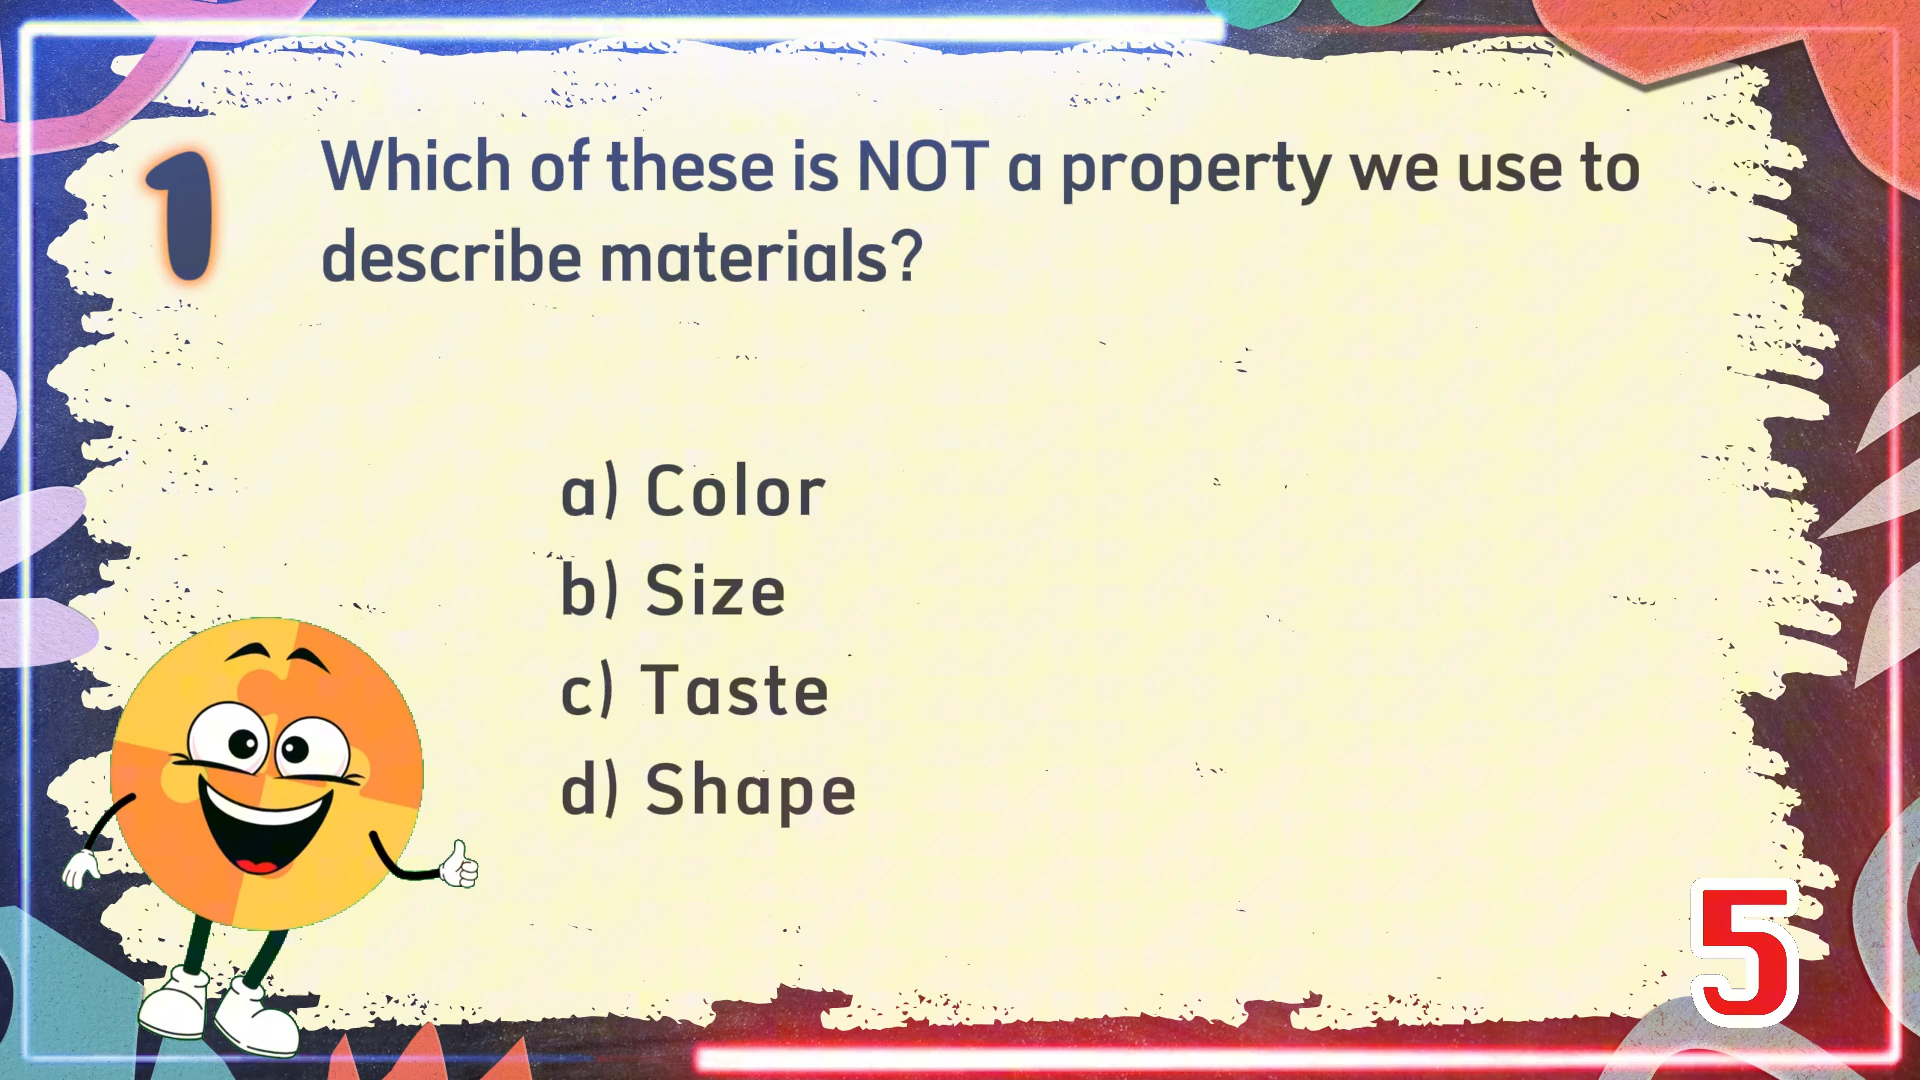 1
Which of these is NOT a property we use to
describe materials?
a) Color
b) Size
c) Taste
d) Shape
5